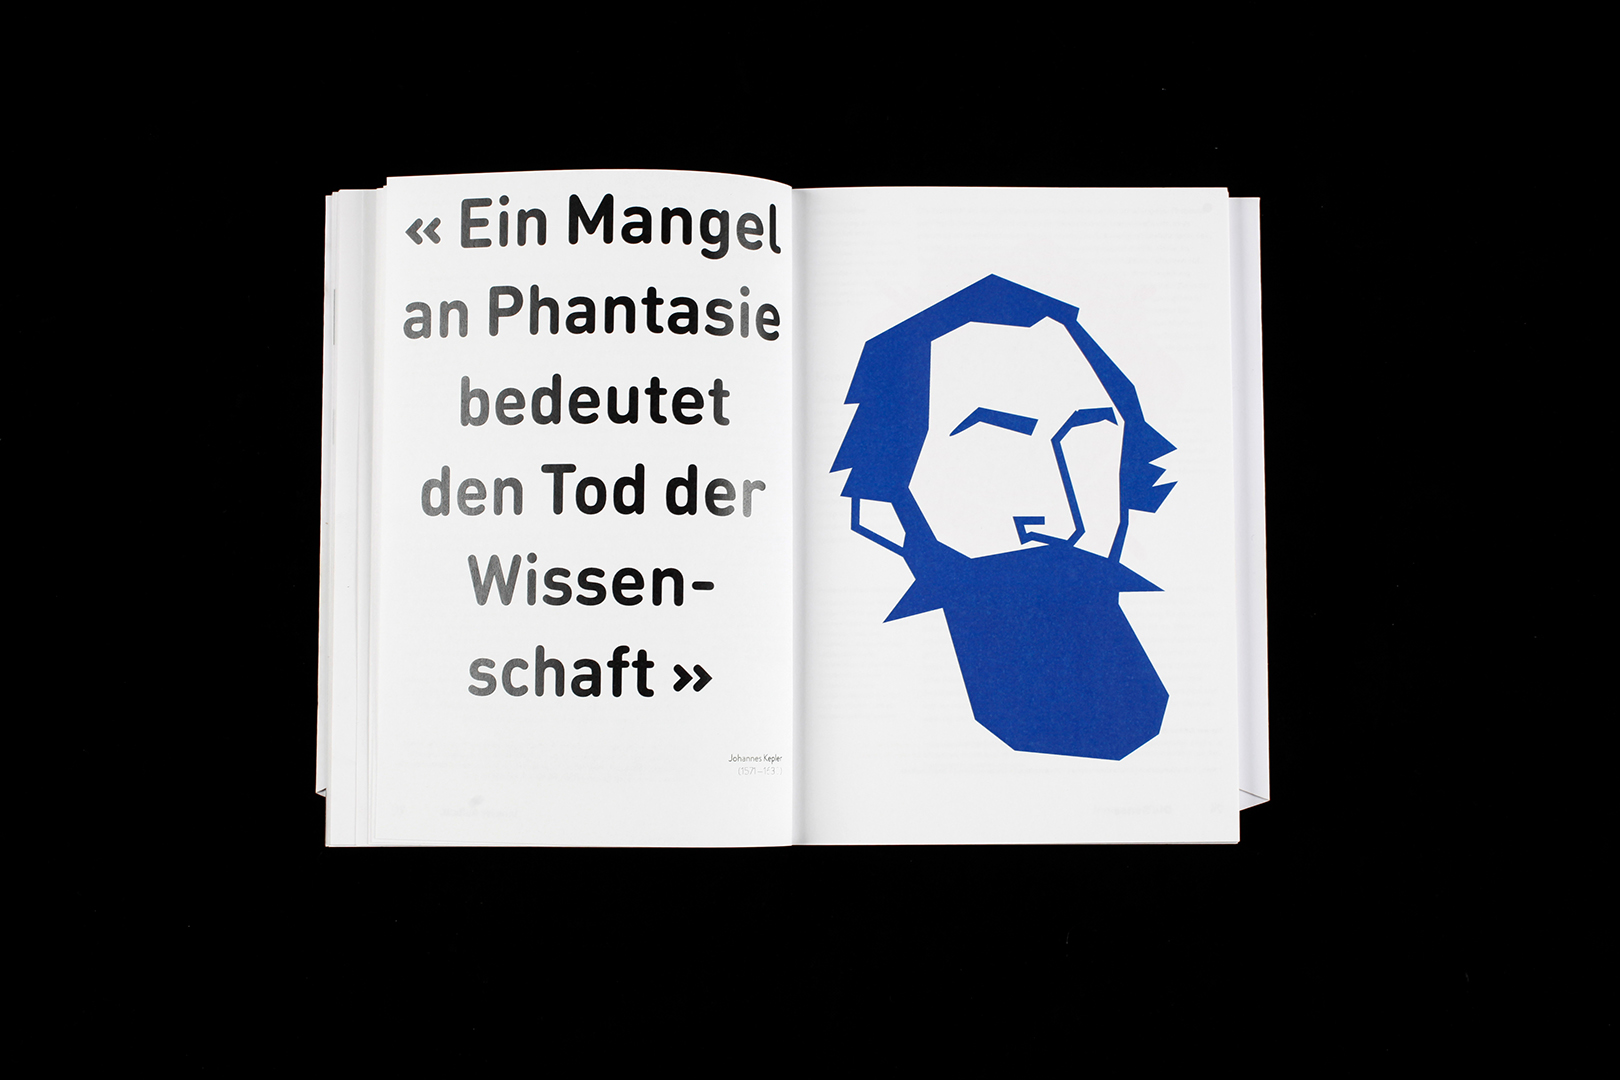 « Ein Mangel
an Phantasie
bedeutet
den Tod der
Wissen-
schaft »
Johannes Kepler